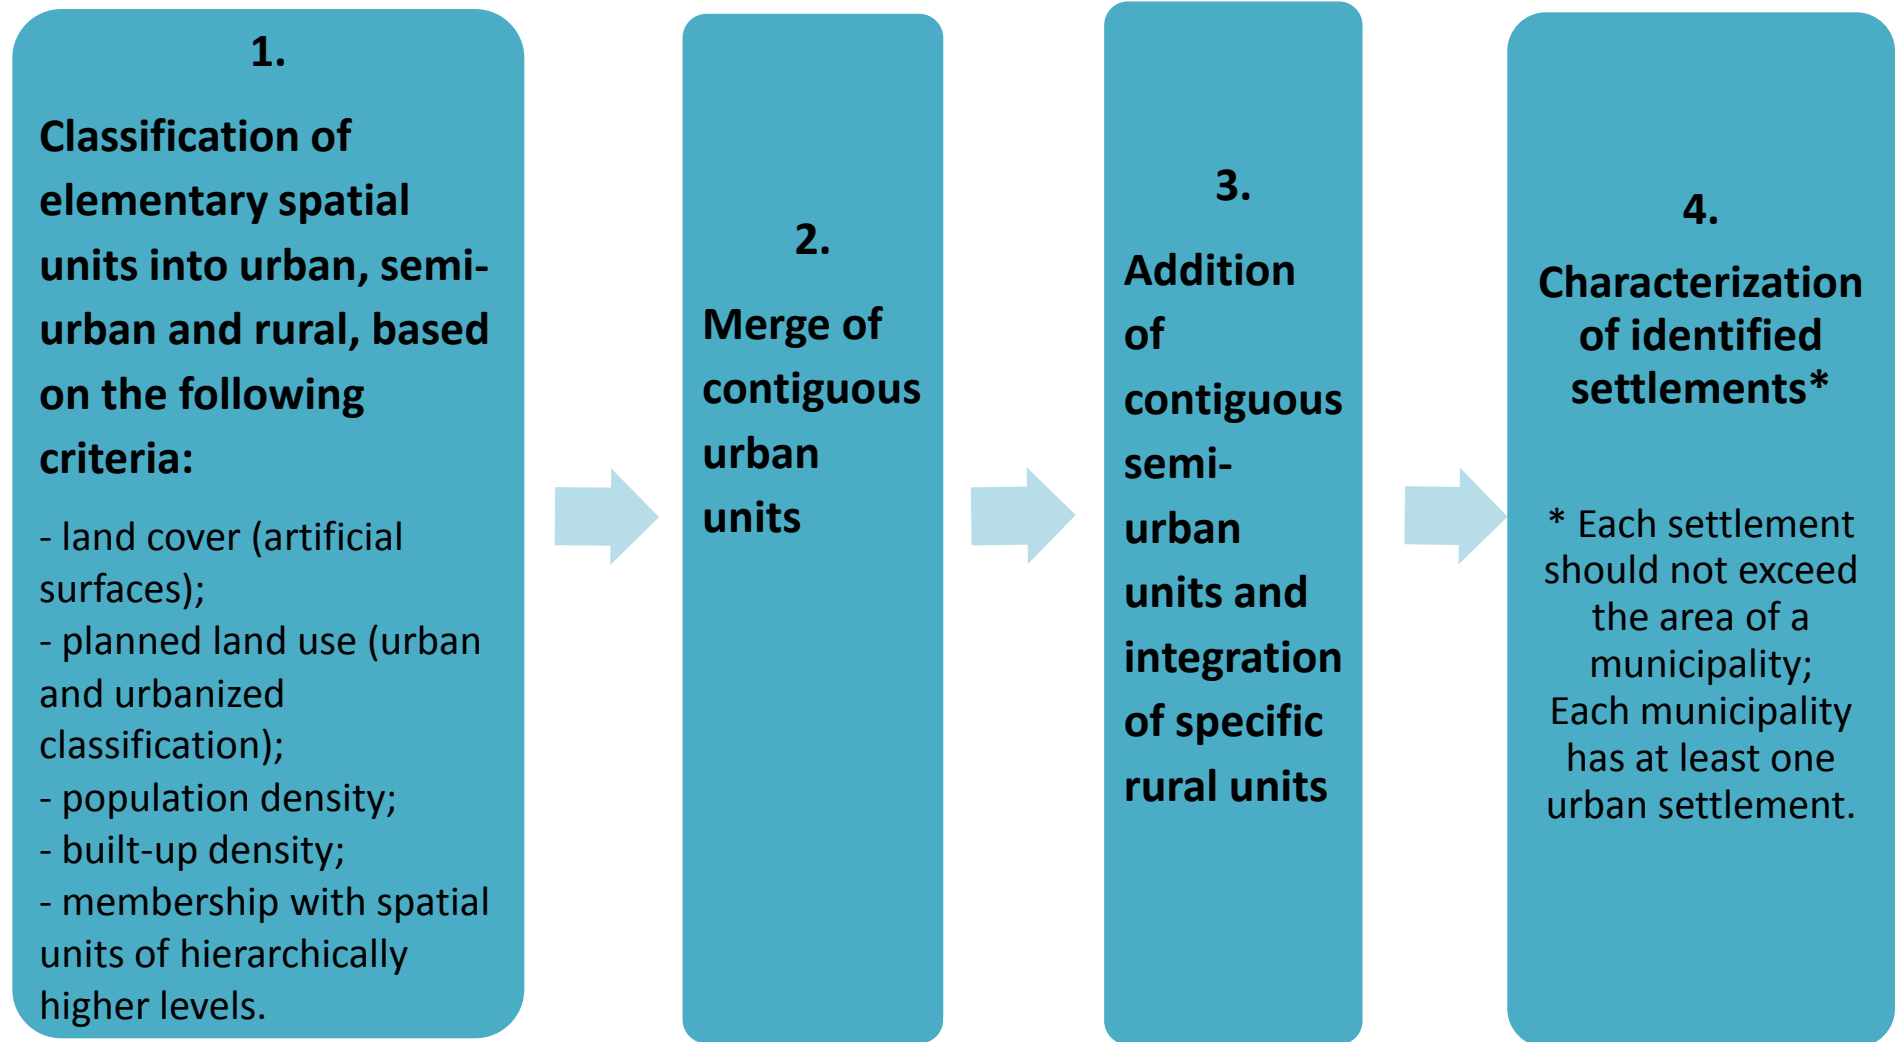 1.
Classification of
elementary spatial
units into urban, semi-
urban and rural, based
on the following
criteria:
- land cover (artificial
surfaces);
- planned land use (urban
and urbanized
classification);
- population density;
- built-up density;
- membership with spatial
units of hierarchically
higher levels.
2.
Merge of
contiguous
urban
units
3.
Addition
of
contiguous
semi-
urban
units and
integration
of specific
rural units
4.
Characterization
of identified
settlements*
* Each settlement
should not exceed
the area of a
municipality;
Each municipality
has at least one
urban settlement.